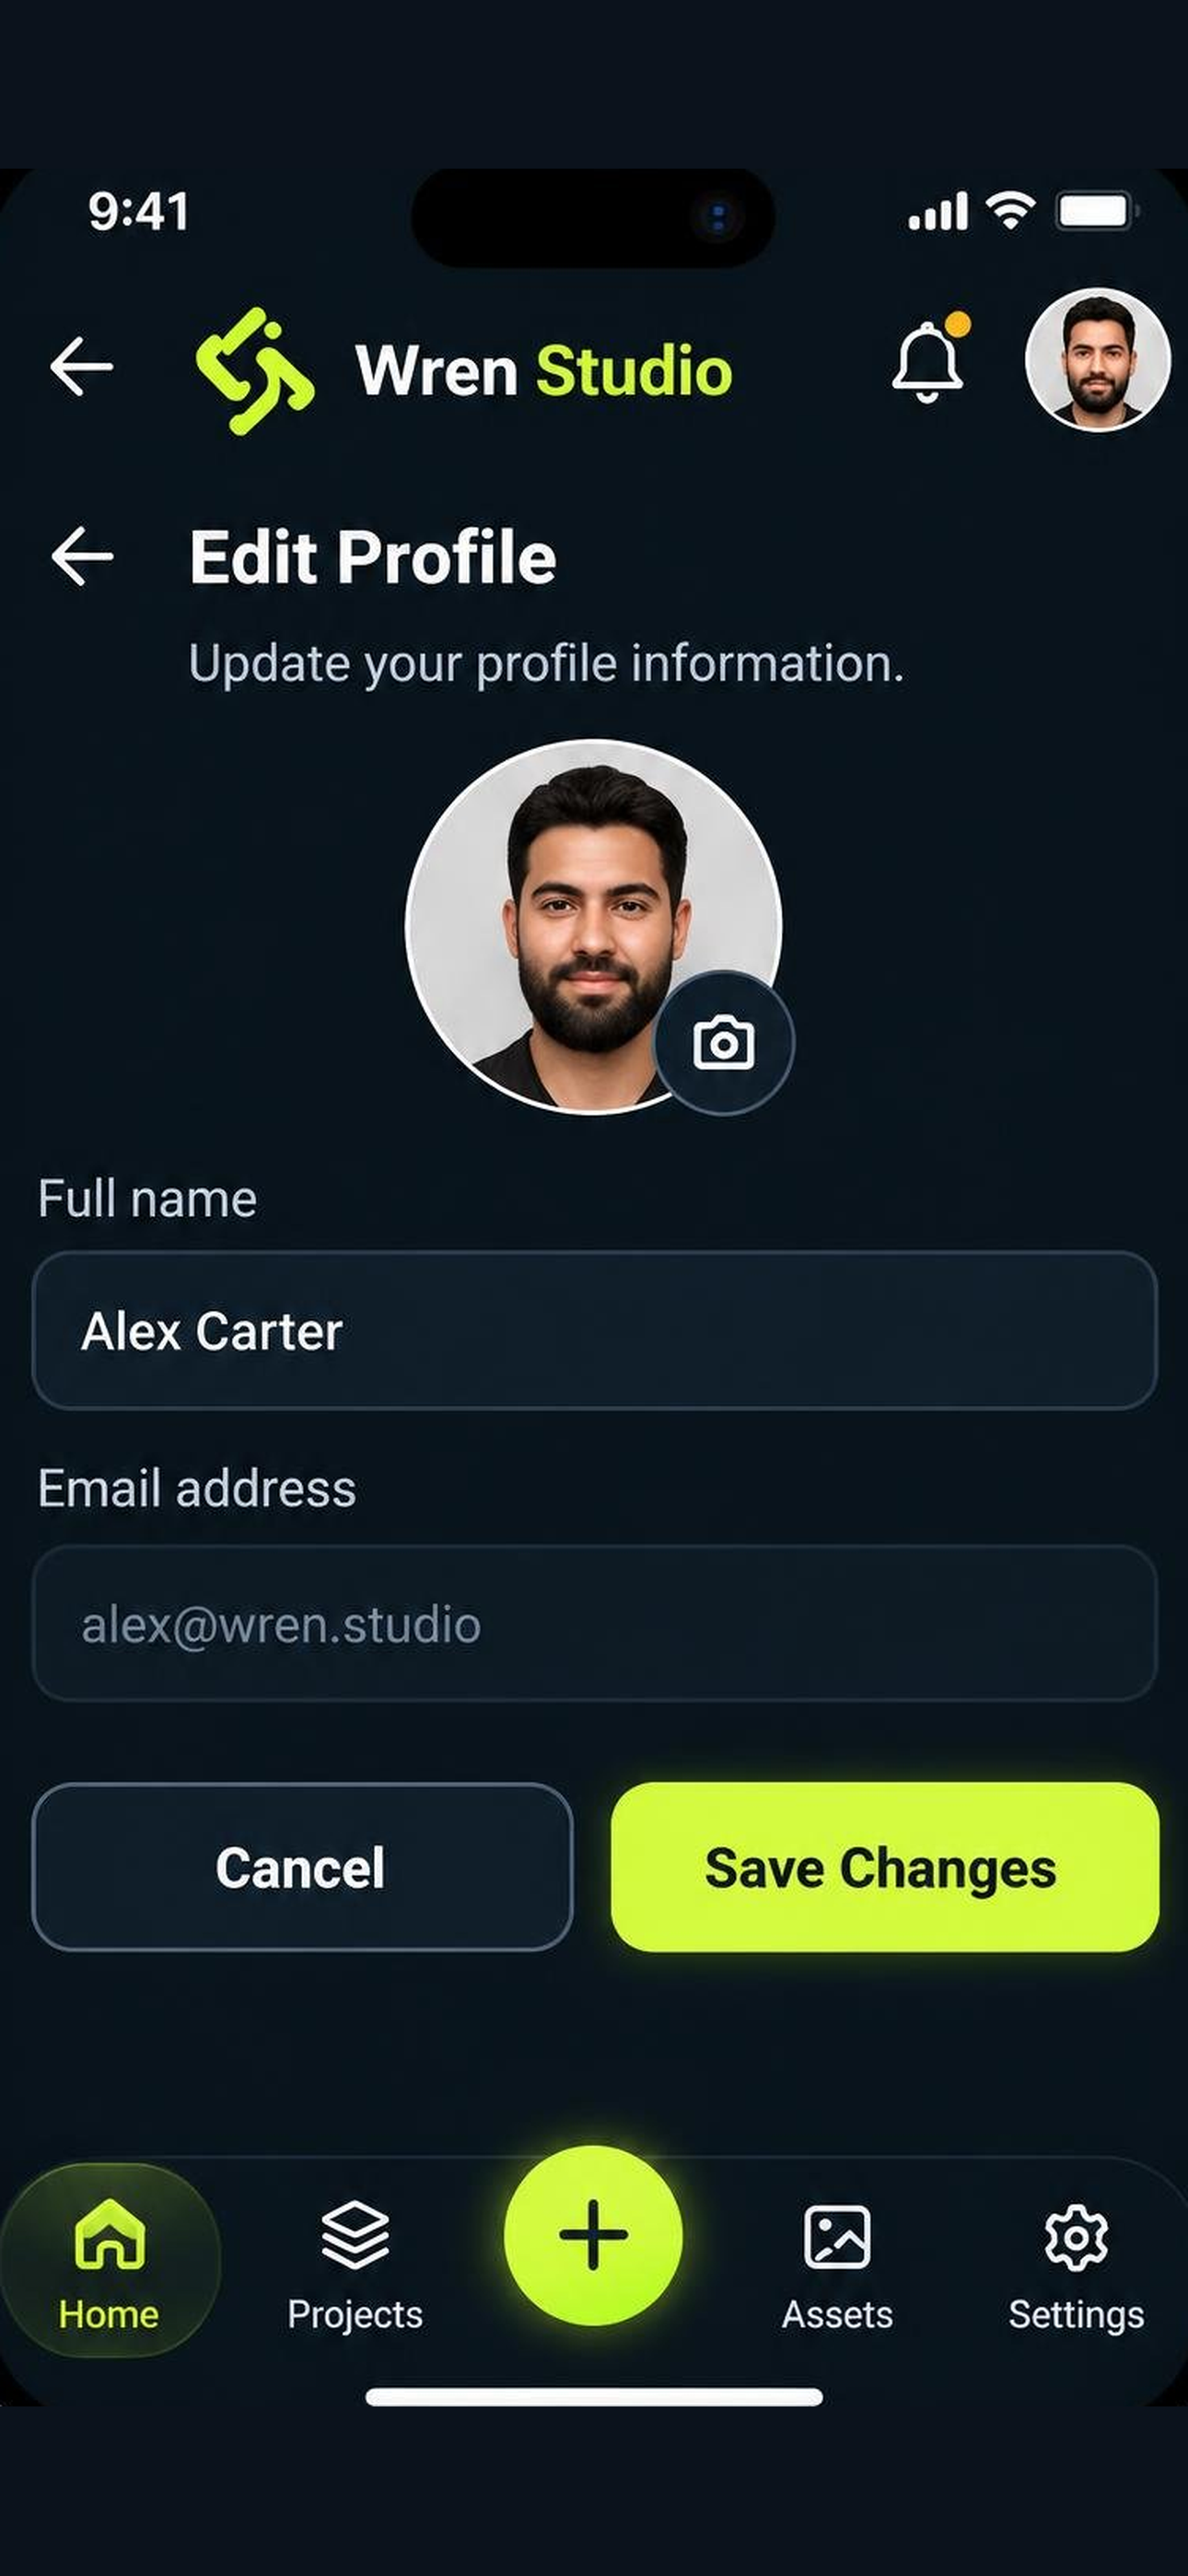 9:41
Wren Studio
Edit Profile
Update your profile information.
Full name
Alex Carter
Email address
alex@wren.studio
Cancel
Save Changes
Home
Projects
Assets
Settings